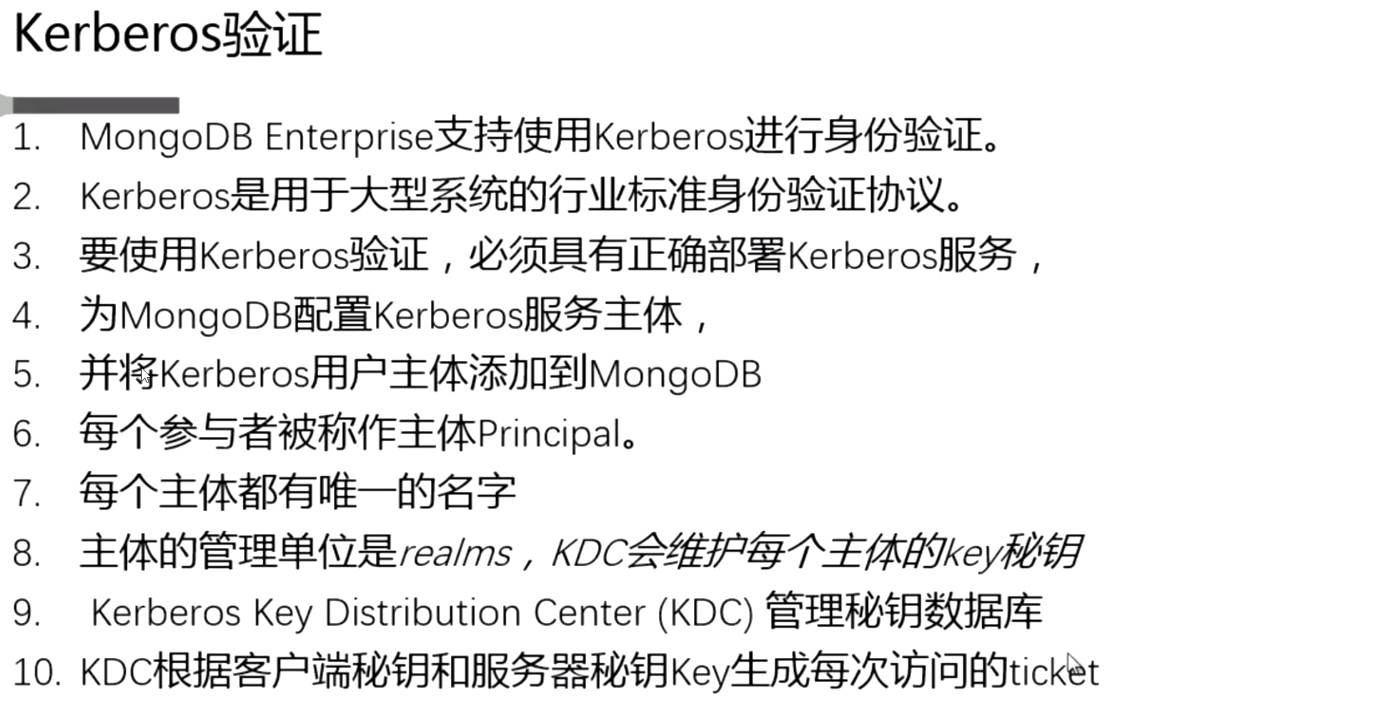 Kerberos验证
1. MongoDB Enterprise支持使用Kerberos进行身份验证。
2. Kerberos是用于大型系统的行业标准身份验证协议。
3. 要使用Kerberos验证，必须具有正确部署Kerberos服务，
4. 为MongoDB配置Kerberos服务主体，
5. 并将Kerberos用户主体添加到MongoDB
6. 每个参与者被称作主体Principal。
7. 每个主体都有唯一的名字
8. 主体的管理单位是realms，KDC会维护每个主体的key秘钥
9. Kerberos Key Distribution Center (KDC) 管理秘钥数据库
10. KDC根据客户端秘钥和服务器秘钥Key生成每次访问的ticket